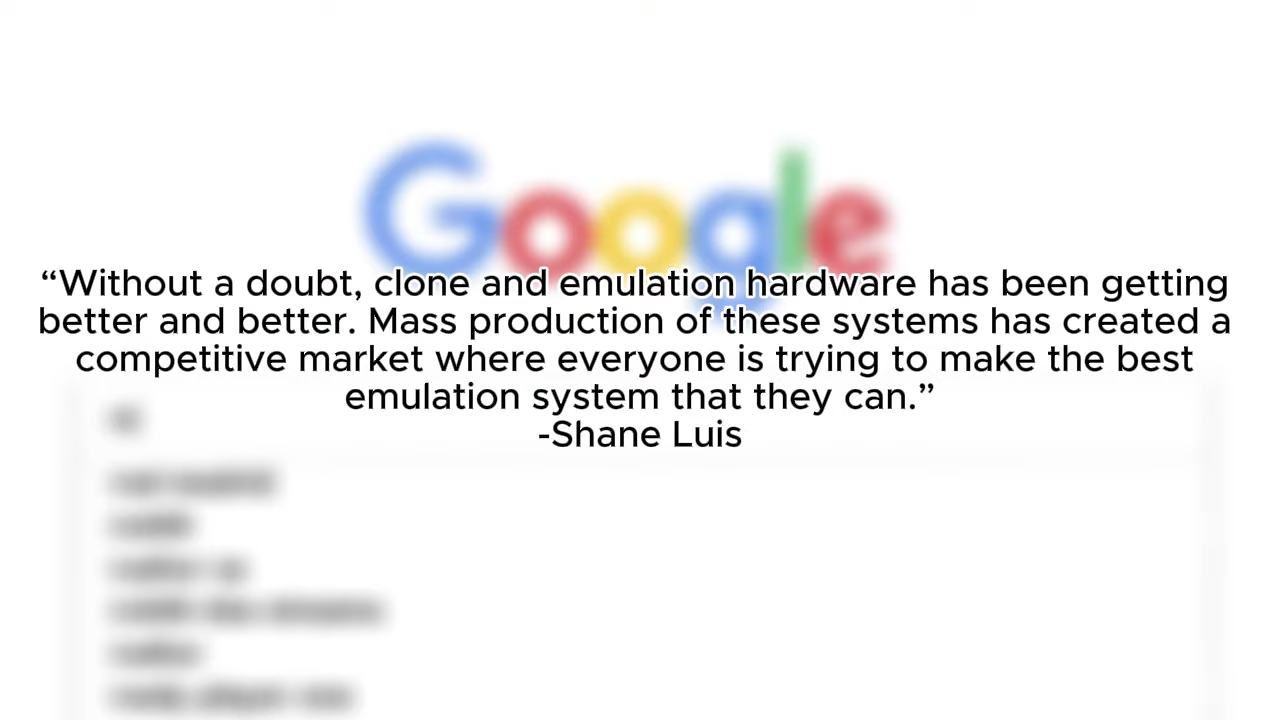 Google
“Without a doubt, clone and emulation hardware has been getting
better and better. Mass production of these systems has created a
competitive market where everyone is trying to make the best
emulation system that they can.”
-Shane Luis